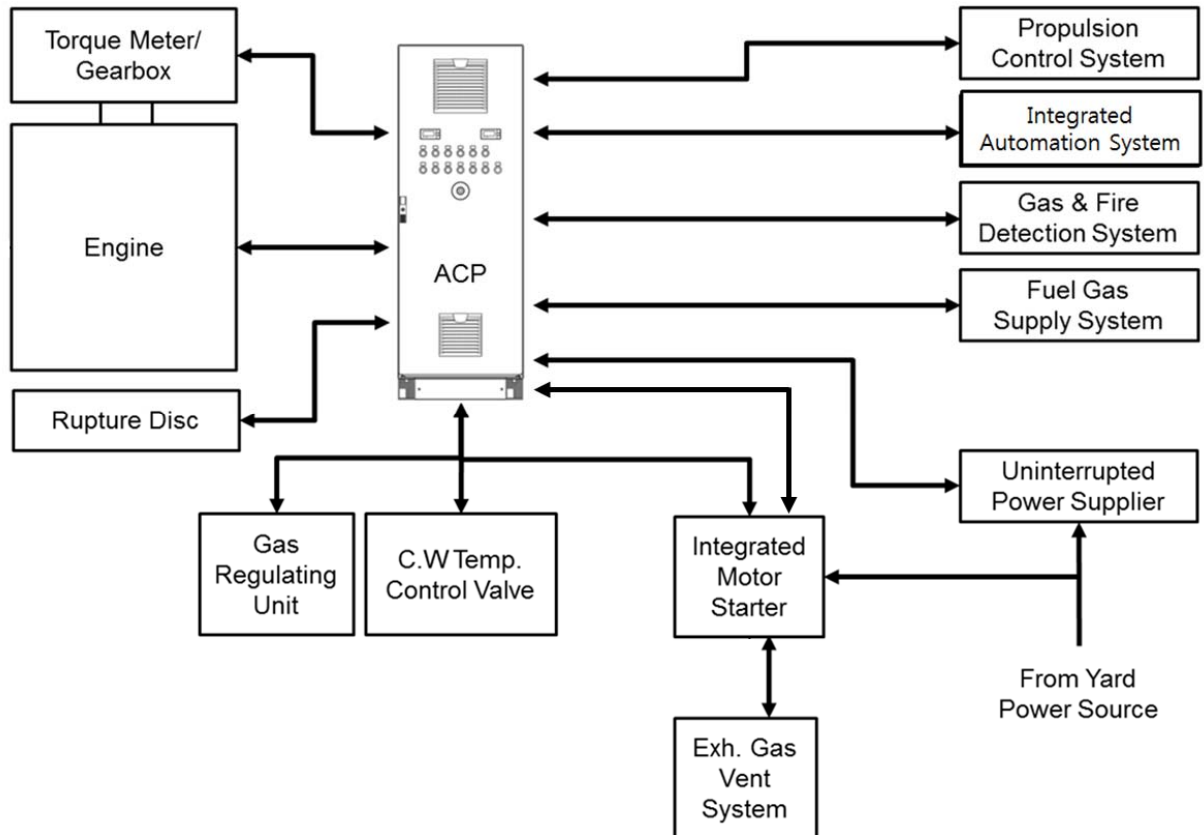 Torque Meter/
Gearbox
Engine
Rupture Disc
ACP
Propulsion
Control System
Integrated
Automation System
Gas & Fire
Detection System
Fuel Gas
Supply System
Uninterrupted
Power Supplier
Gas
Regulating
Unit
C.W Temp.
Control Valve
Integrated
Motor
Starter
From Yard
Power Source
Exh. Gas
Vent
System